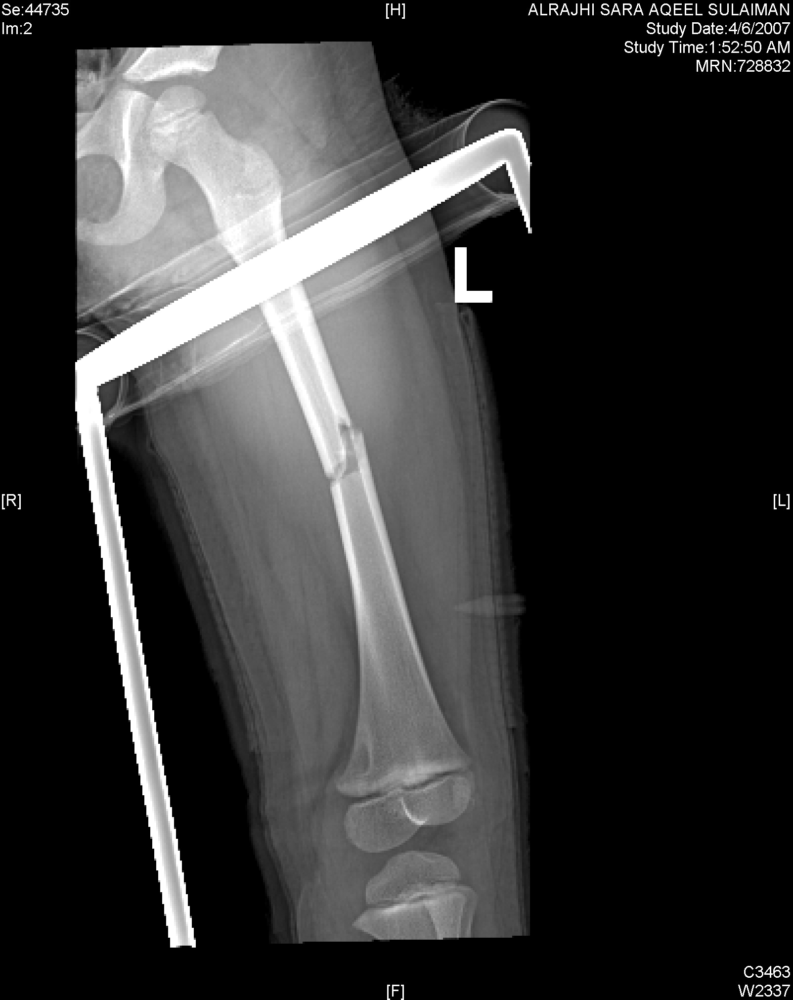 Se:44735
Im:2
[H]
ALRAJHI SARA AQEEL SULAIMAN
Study Date:4/6/2007
Study Time:1:52:50 AM
MRN:728832
L
[R]
[L]
C3463
W2337
[F]